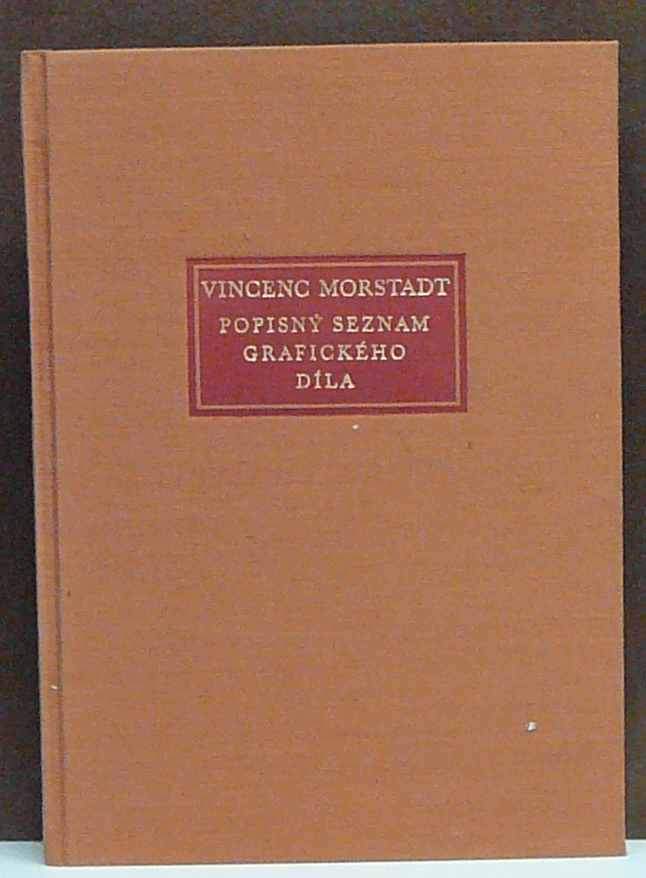 VINCENC MORSTADT
POPISNÝ SEZNAM
GRAFICKÉHO
DÍLA